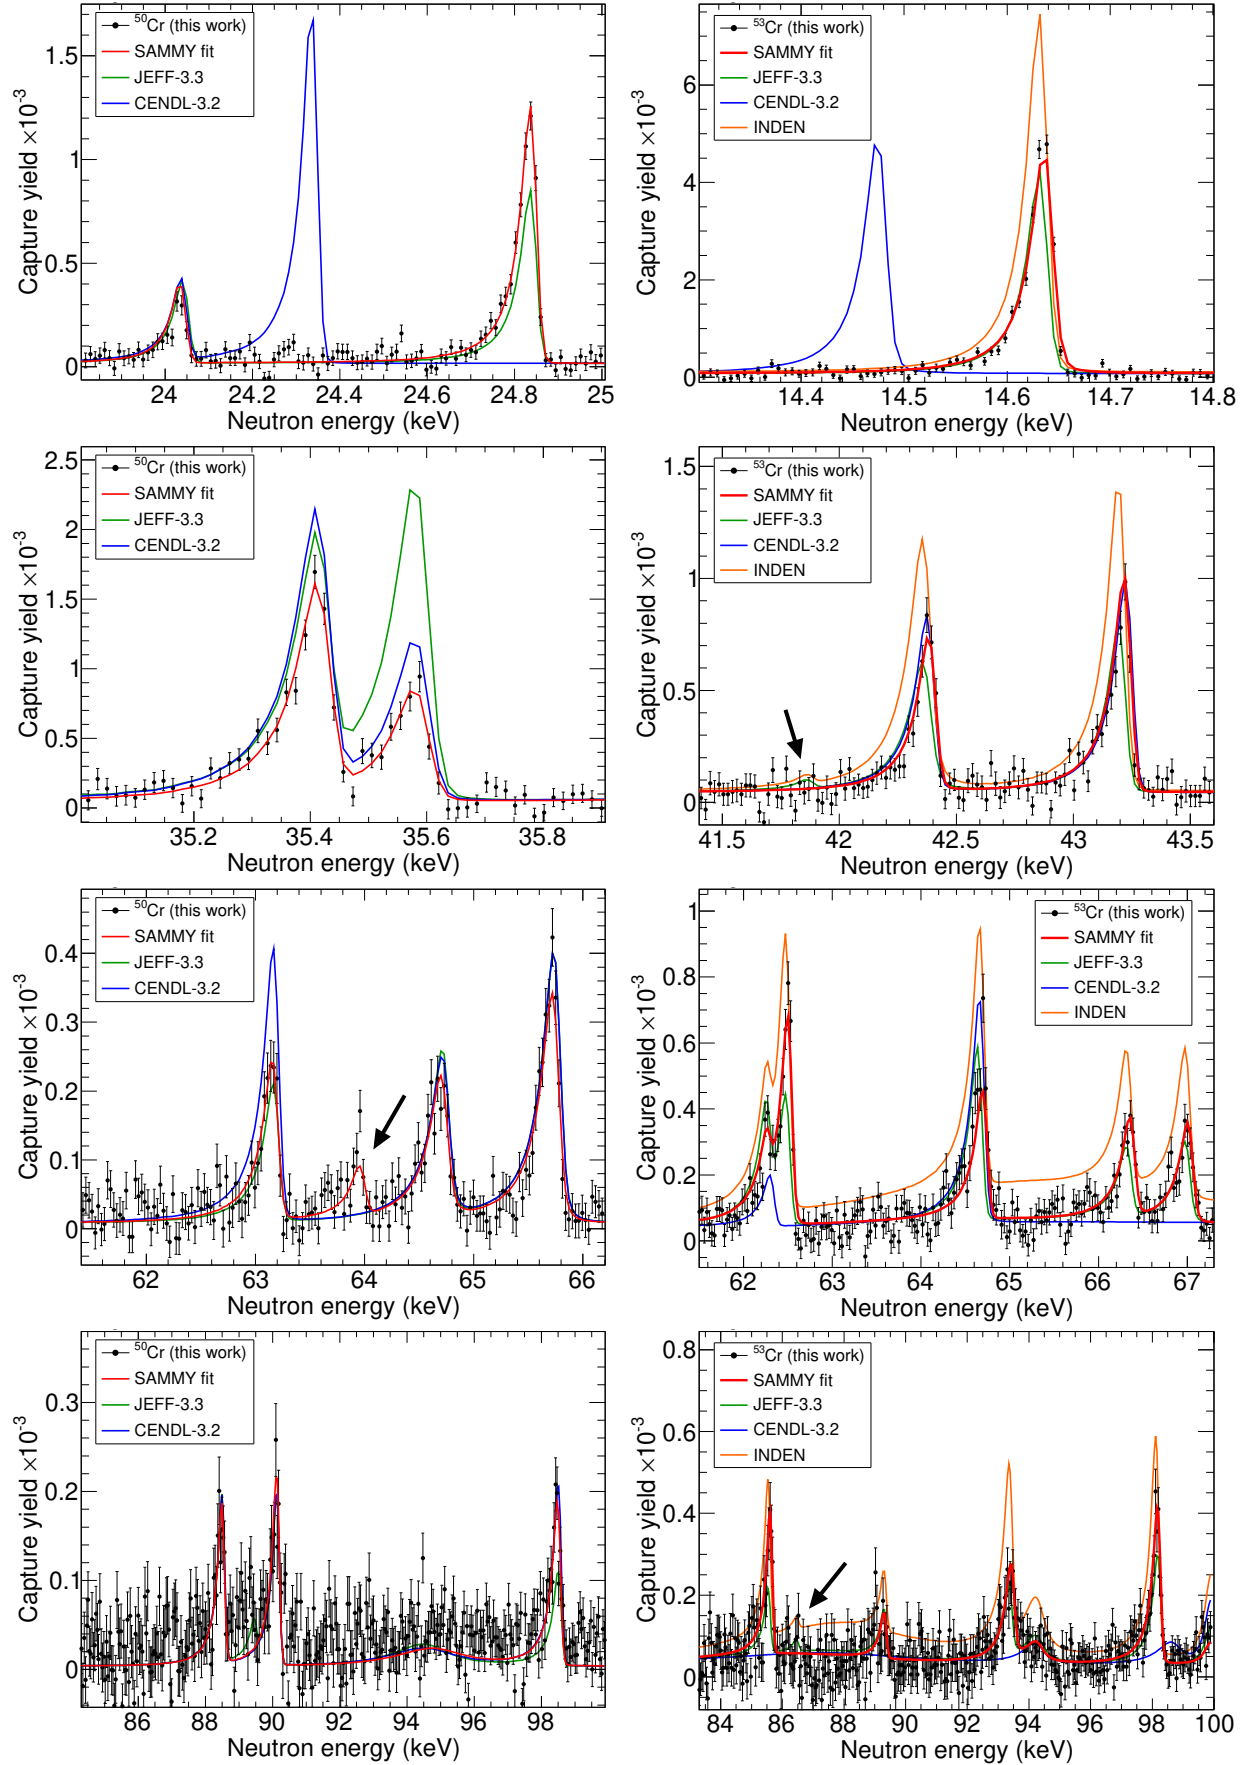 ⁵⁰Cr (this work)
SAMMY fit
JEFF-3.3
CENDL-3.2
Capture yield ×10⁻³
0 0.5 1 1.5
24 24.2 24.4 24.6 24.8 25
Neutron energy (keV)
⁵³Cr (this work)
SAMMY fit
JEFF-3.3
CENDL-3.2
INDEN
Capture yield ×10⁻³
0 2 4 6
14.4 14.5 14.6 14.7 14.8
Neutron energy (keV)
⁵⁰Cr (this work)
SAMMY fit
JEFF-3.3
CENDL-3.2
Capture yield ×10⁻³
0 0.5 1 1.5 2 2.5
35.2 35.4 35.6 35.8
Neutron energy (keV)
⁵³Cr (this work)
SAMMY fit
JEFF-3.3
CENDL-3.2
INDEN
Capture yield ×10⁻³
0 0.5 1 1.5
41.5 42 42.5 43 43.5
Neutron energy (keV)
⁵⁰Cr (this work)
SAMMY fit
JEFF-3.3
CENDL-3.2
Capture yield ×10⁻³
0 0.1 0.2 0.3 0.4
62 63 64 65 66
Neutron energy (keV)
⁵³Cr (this work)
SAMMY fit
JEFF-3.3
CENDL-3.2
INDEN
Capture yield ×10⁻³
0 0.2 0.4 0.6 0.8 1
62 63 64 65 66 67
Neutron energy (keV)
⁵⁰Cr (this work)
SAMMY fit
JEFF-3.3
CENDL-3.2
Capture yield ×10⁻³
0 0.1 0.2 0.3
86 88 90 92 94 96 98
Neutron energy (keV)
⁵³Cr (this work)
SAMMY fit
JEFF-3.3
CENDL-3.2
INDEN
Capture yield ×10⁻³
0 0.2 0.4 0.6 0.8
84 86 88 90 92 94 96 98 100
Neutron energy (keV)